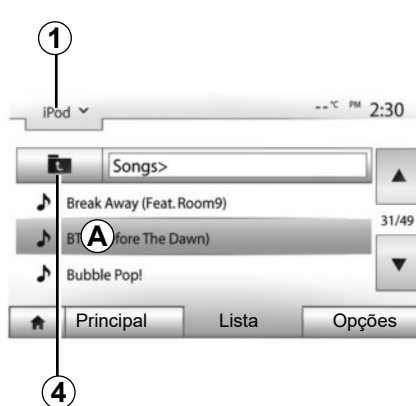 1
iPod
--°C PM 2:30
Songs>
Break Away (Feat. Room9)
31/49
BT A fore The Dawn)
Bubble Pop!
Principal Lista Opções
4